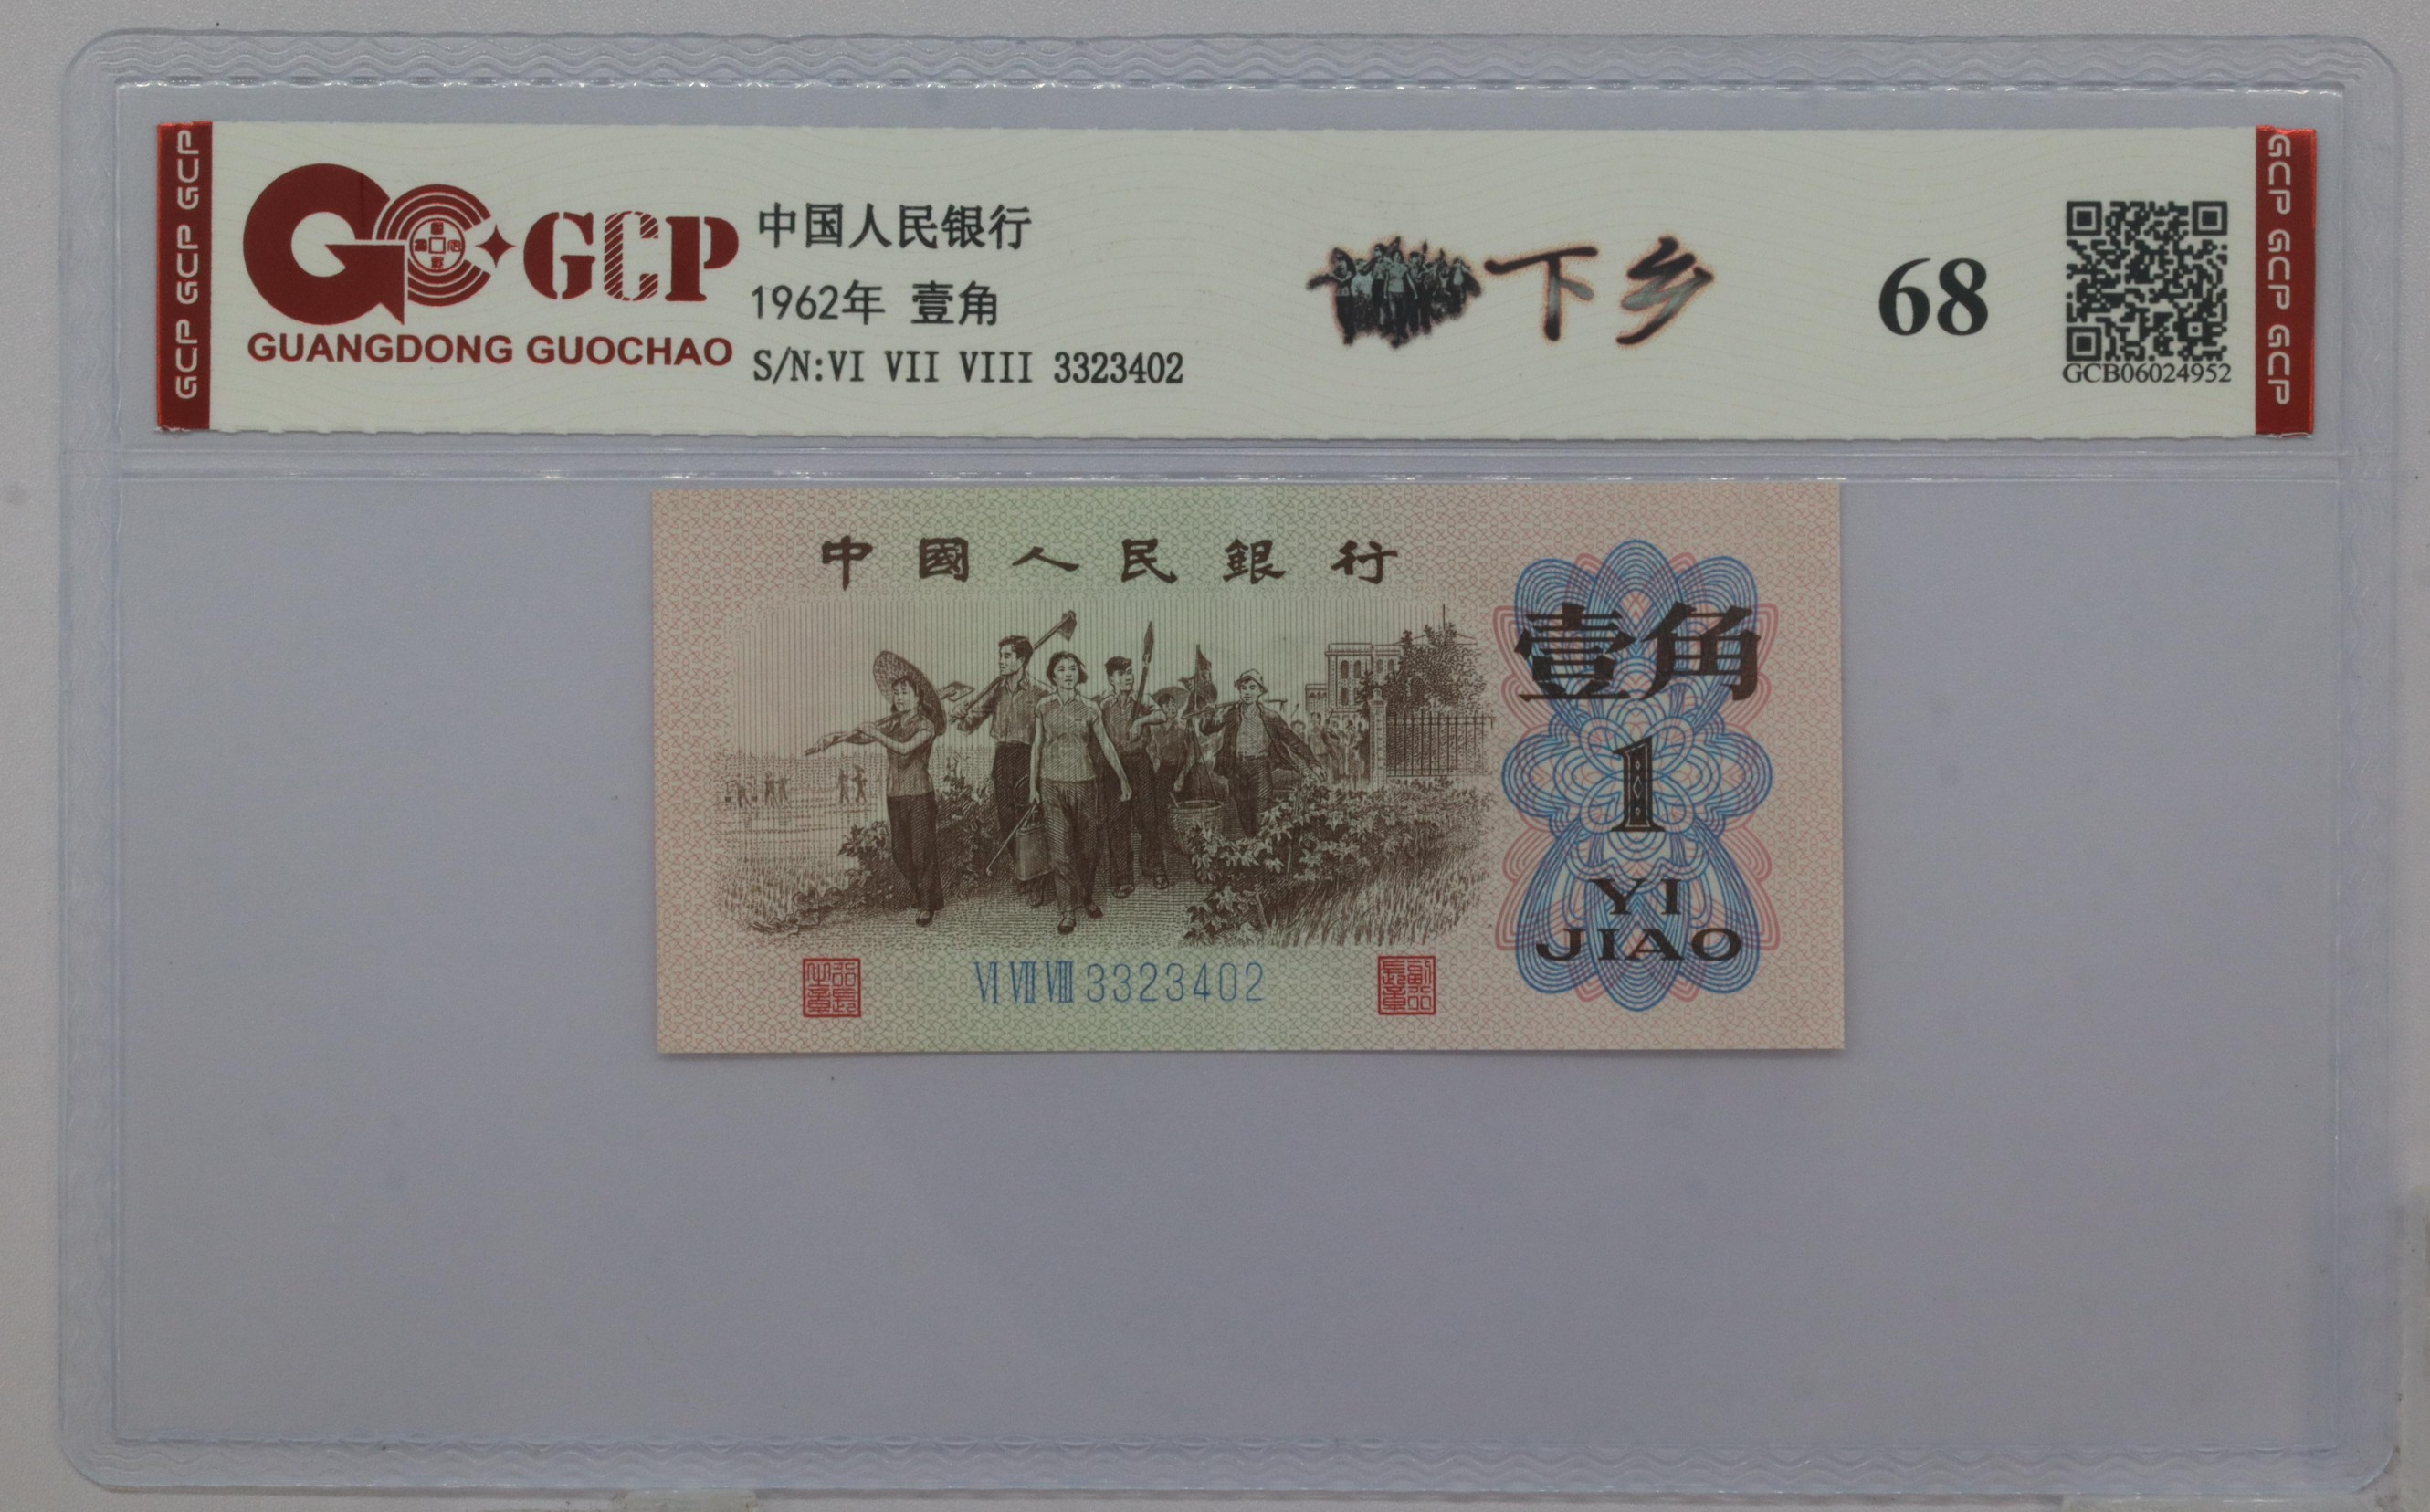 GCP GCP GCP
GCP
GUANGDONG GUOCHAO
中国人民银行
1962年 壹角
S/N:VI VII VIII 3323402
下乡
68
GCB06024952
GCP GCP GCP
中國人民銀行
壹角
1
YI
JIAO
VI VII VIII 3323402